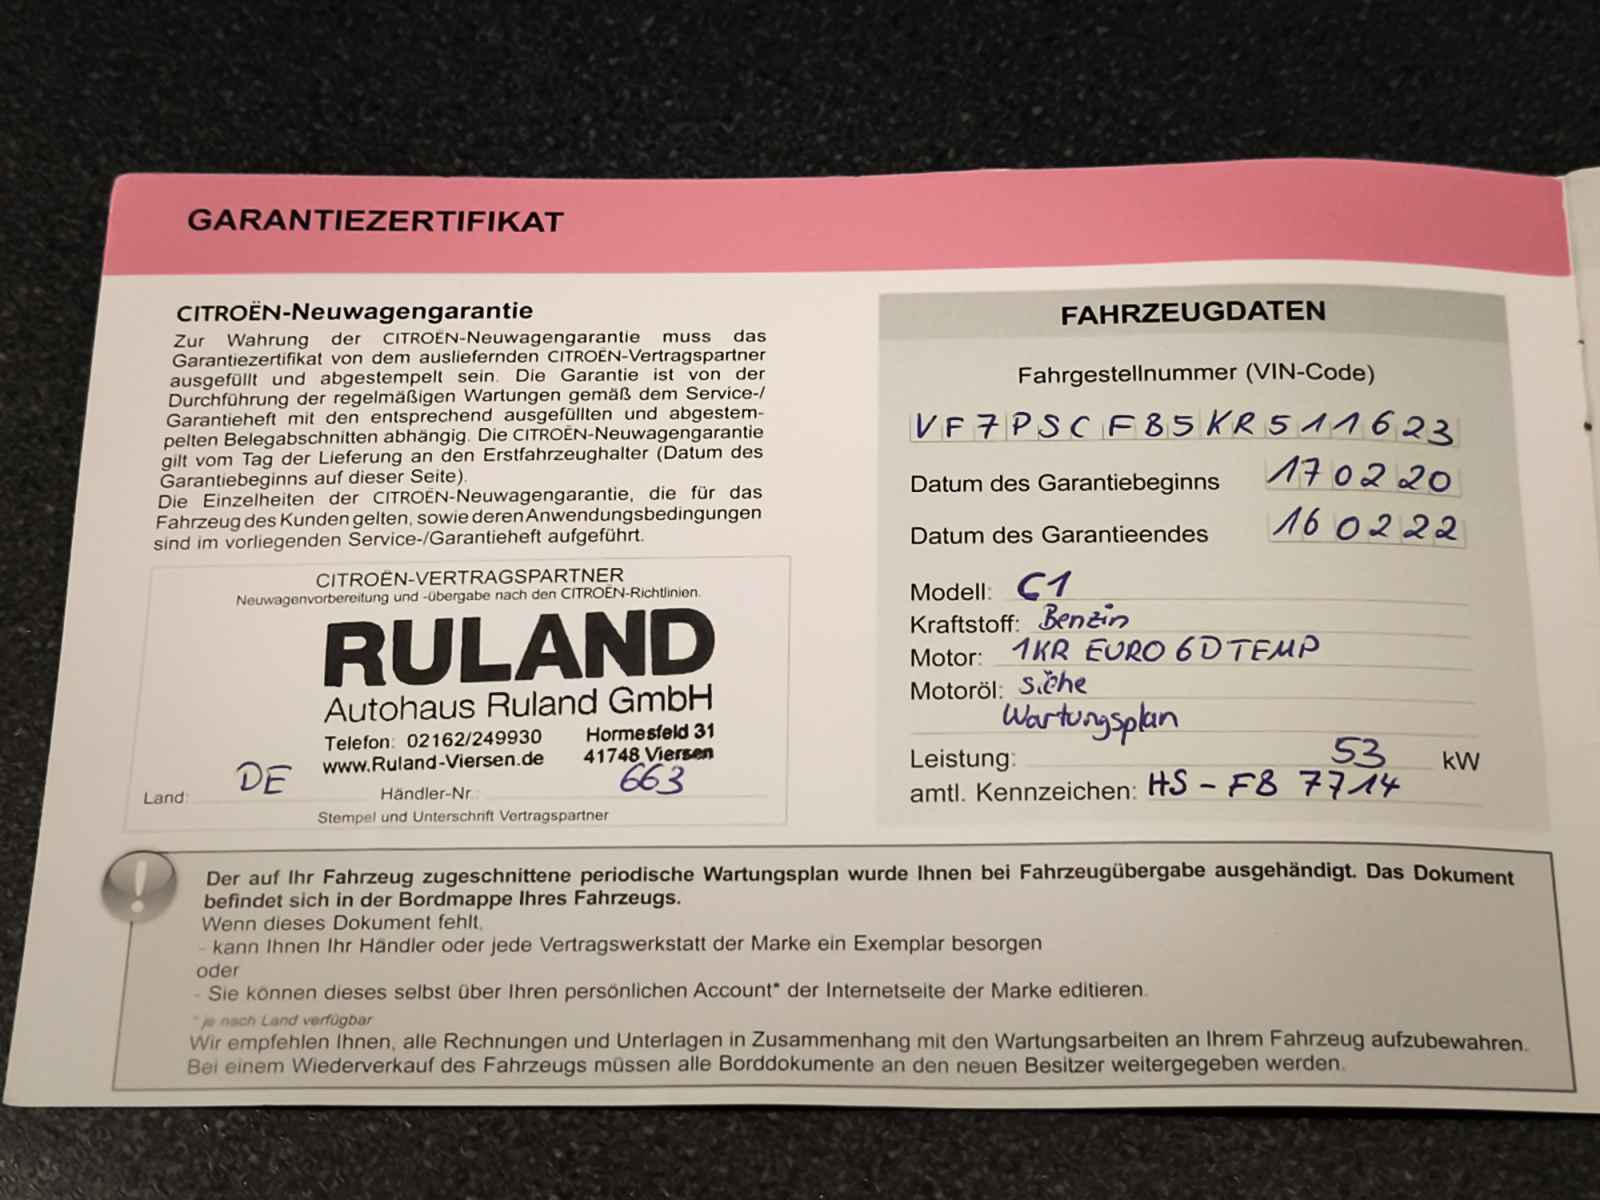 GARANTIEZERTIFIKAT
CITROËN-Neuwagengarantie
Zur Wahrung der CITROËN-Neuwagengarantie muss das
Garantiezertifikat von dem ausliefernden CITROËN-Vertragspartner
ausgefüllt und abgestempelt sein. Die Garantie ist von der
Durchführung der regelmäßigen Wartungen gemäß dem Service-/
Garantieheft mit den entsprechend ausgefüllten und abgestem-
pelten Belegabschnitten abhängig. Die CITROËN-Neuwagengarantie
gilt vom Tag der Lieferung an den Erstfahrzeughalter (Datum des
Garantiebeginns auf dieser Seite).
Die Einzelheiten der CITROËN-Neuwagengarantie, die für das
Fahrzeug des Kunden gelten, sowie deren Anwendungsbedingungen
sind im vorliegenden Service-/Garantieheft aufgeführt.
CITROËN-VERTRAGSPARTNER
Neuwagenvorbereitung und -übergabe nach den CITROËN-Richtlinien.
RULAND
Autohaus Ruland GmbH
Telefon: 02162/249930 Hormesfeld 31
www.Ruland-Viersen.de 41748 Viersen
Land: DE Händler-Nr.: 663
Stempel und Unterschrift Vertragspartner
FAHRZEUGDATEN
Fahrgestellnummer (VIN-Code)
VF7PSCFB5KR511623
Datum des Garantiebeginns 170220
Datum des Garantieendes 160222
Modell: C1
Kraftstoff: Benzin
Motor: 1KR EURO 6D TEMP
Motoröl: siehe
Wartungsplan
Leistung: 53 kW
amtl. Kennzeichen: HS - FB 7714
Der auf Ihr Fahrzeug zugeschnittene periodische Wartungsplan wurde Ihnen bei Fahrzeugübergabe ausgehändigt. Das Dokument
befindet sich in der Bordmappe Ihres Fahrzeugs.
Wenn dieses Dokument fehlt,
- kann Ihnen Ihr Händler oder jede Vertragswerkstatt der Marke ein Exemplar besorgen
oder
- Sie können dieses selbst über Ihren persönlichen Account* der Internetseite der Marke editieren.
* je nach Land verfügbar
Wir empfehlen Ihnen, alle Rechnungen und Unterlagen in Zusammenhang mit den Wartungsarbeiten an Ihrem Fahrzeug aufzubewahren.
Bei einem Wiederverkauf des Fahrzeugs müssen alle Borddokumente an den neuen Besitzer weitergegeben werden.